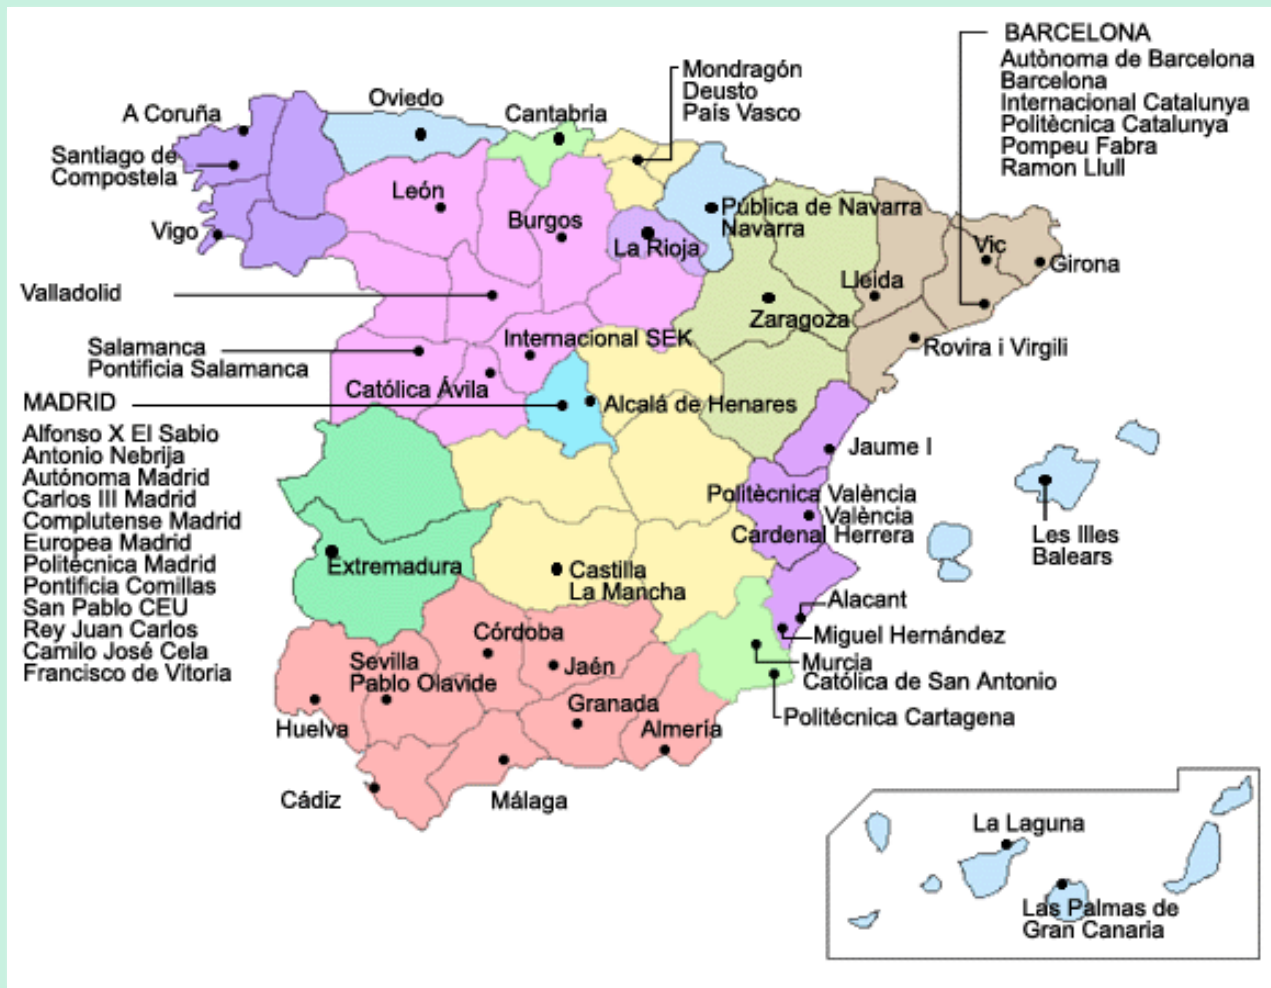 BARCELONA
Autònoma de Barcelona
Barcelona
Internacional Catalunya
Politècnica Catalunya
Pompeu Fabra
Ramon Llull
Mondragón
Deusto
País Vasco
Oviedo
Cantabria
A Coruña
Santiago de
Compostela
Vigo
León
Burgos
La Rioja
Pública de Navarra
Navarra
Vic
Girona
Lleida
Zaragoza
Rovira i Virgili
Valladolid
Internacional SEK
Salamanca
Pontificia Salamanca
Católica Ávila
MADRID
Alfonso X El Sabio
Antonio Nebrija
Autónoma Madrid
Carlos III Madrid
Complutense Madrid
Europea Madrid
Politécnica Madrid
Pontificia Comillas
San Pablo CEU
Rey Juan Carlos
Camilo José Cela
Francisco de Vitoria
Alcalá de Henares
Jaume I
Politècnica València
València
Cardenal Herrera
Les Illes
Balears
Extremadura
Castilla
La Mancha
Alacant
Miguel Hernández
Murcia
Católica de San Antonio
Politécnica Cartagena
Córdoba
Jaén
Sevilla
Pablo Olavide
Granada
Almería
Huelva
Cádiz
Málaga
La Laguna
Las Palmas de
Gran Canaria